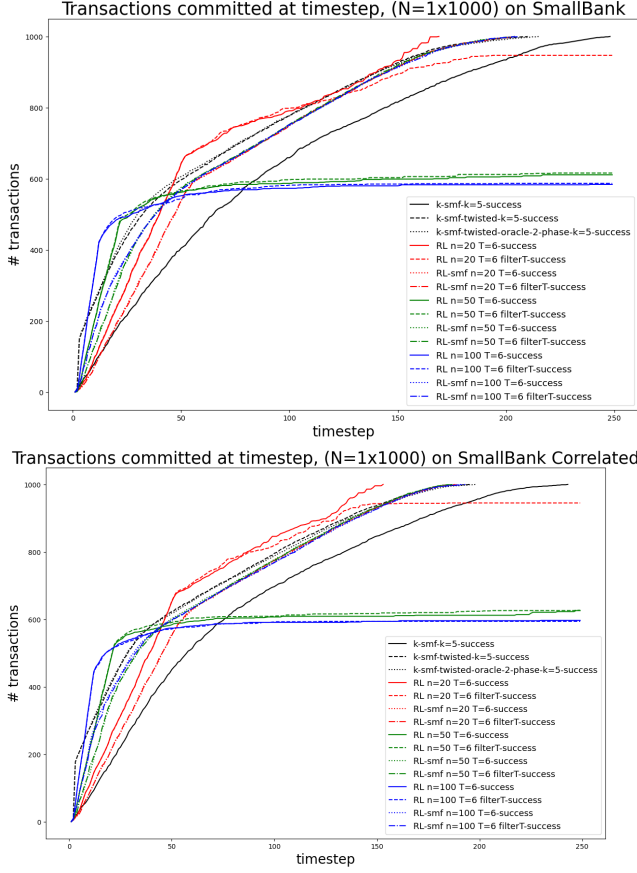 Transactions committed at timestep, (N=1x1000) on SmallBank
1000
800
600
400
200
0
# transactions
k-smf-k=5-success
k-smf-twisted-k=5-success
k-smf-twisted-oracle-2-phase-k=5-success
RL n=20 T=6-success
RL n=20 T=6 filterT-success
RL-smf n=20 T=6-success
RL-smf n=20 T=6 filterT-success
RL n=50 T=6-success
RL n=50 T=6 filterT-success
RL-smf n=50 T=6-success
RL-smf n=50 T=6 filterT-success
RL n=100 T=6-success
RL n=100 T=6 filterT-success
RL-smf n=100 T=6-success
RL-smf n=100 T=6 filterT-success
0 50 100 150 200 250
timestep
Transactions committed at timestep, (N=1x1000) on SmallBank Correlated
1000
800
600
400
200
0
# transactions
k-smf-k=5-success
k-smf-twisted-k=5-success
k-smf-twisted-oracle-2-phase-k=5-success
RL n=20 T=6-success
RL n=20 T=6 filterT-success
RL-smf n=20 T=6-success
RL-smf n=20 T=6 filterT-success
RL n=50 T=6-success
RL n=50 T=6 filterT-success
RL-smf n=50 T=6-success
RL-smf n=50 T=6 filterT-success
RL n=100 T=6-success
RL n=100 T=6 filterT-success
RL-smf n=100 T=6-success
RL-smf n=100 T=6 filterT-success
0 50 100 150 200 250
timestep